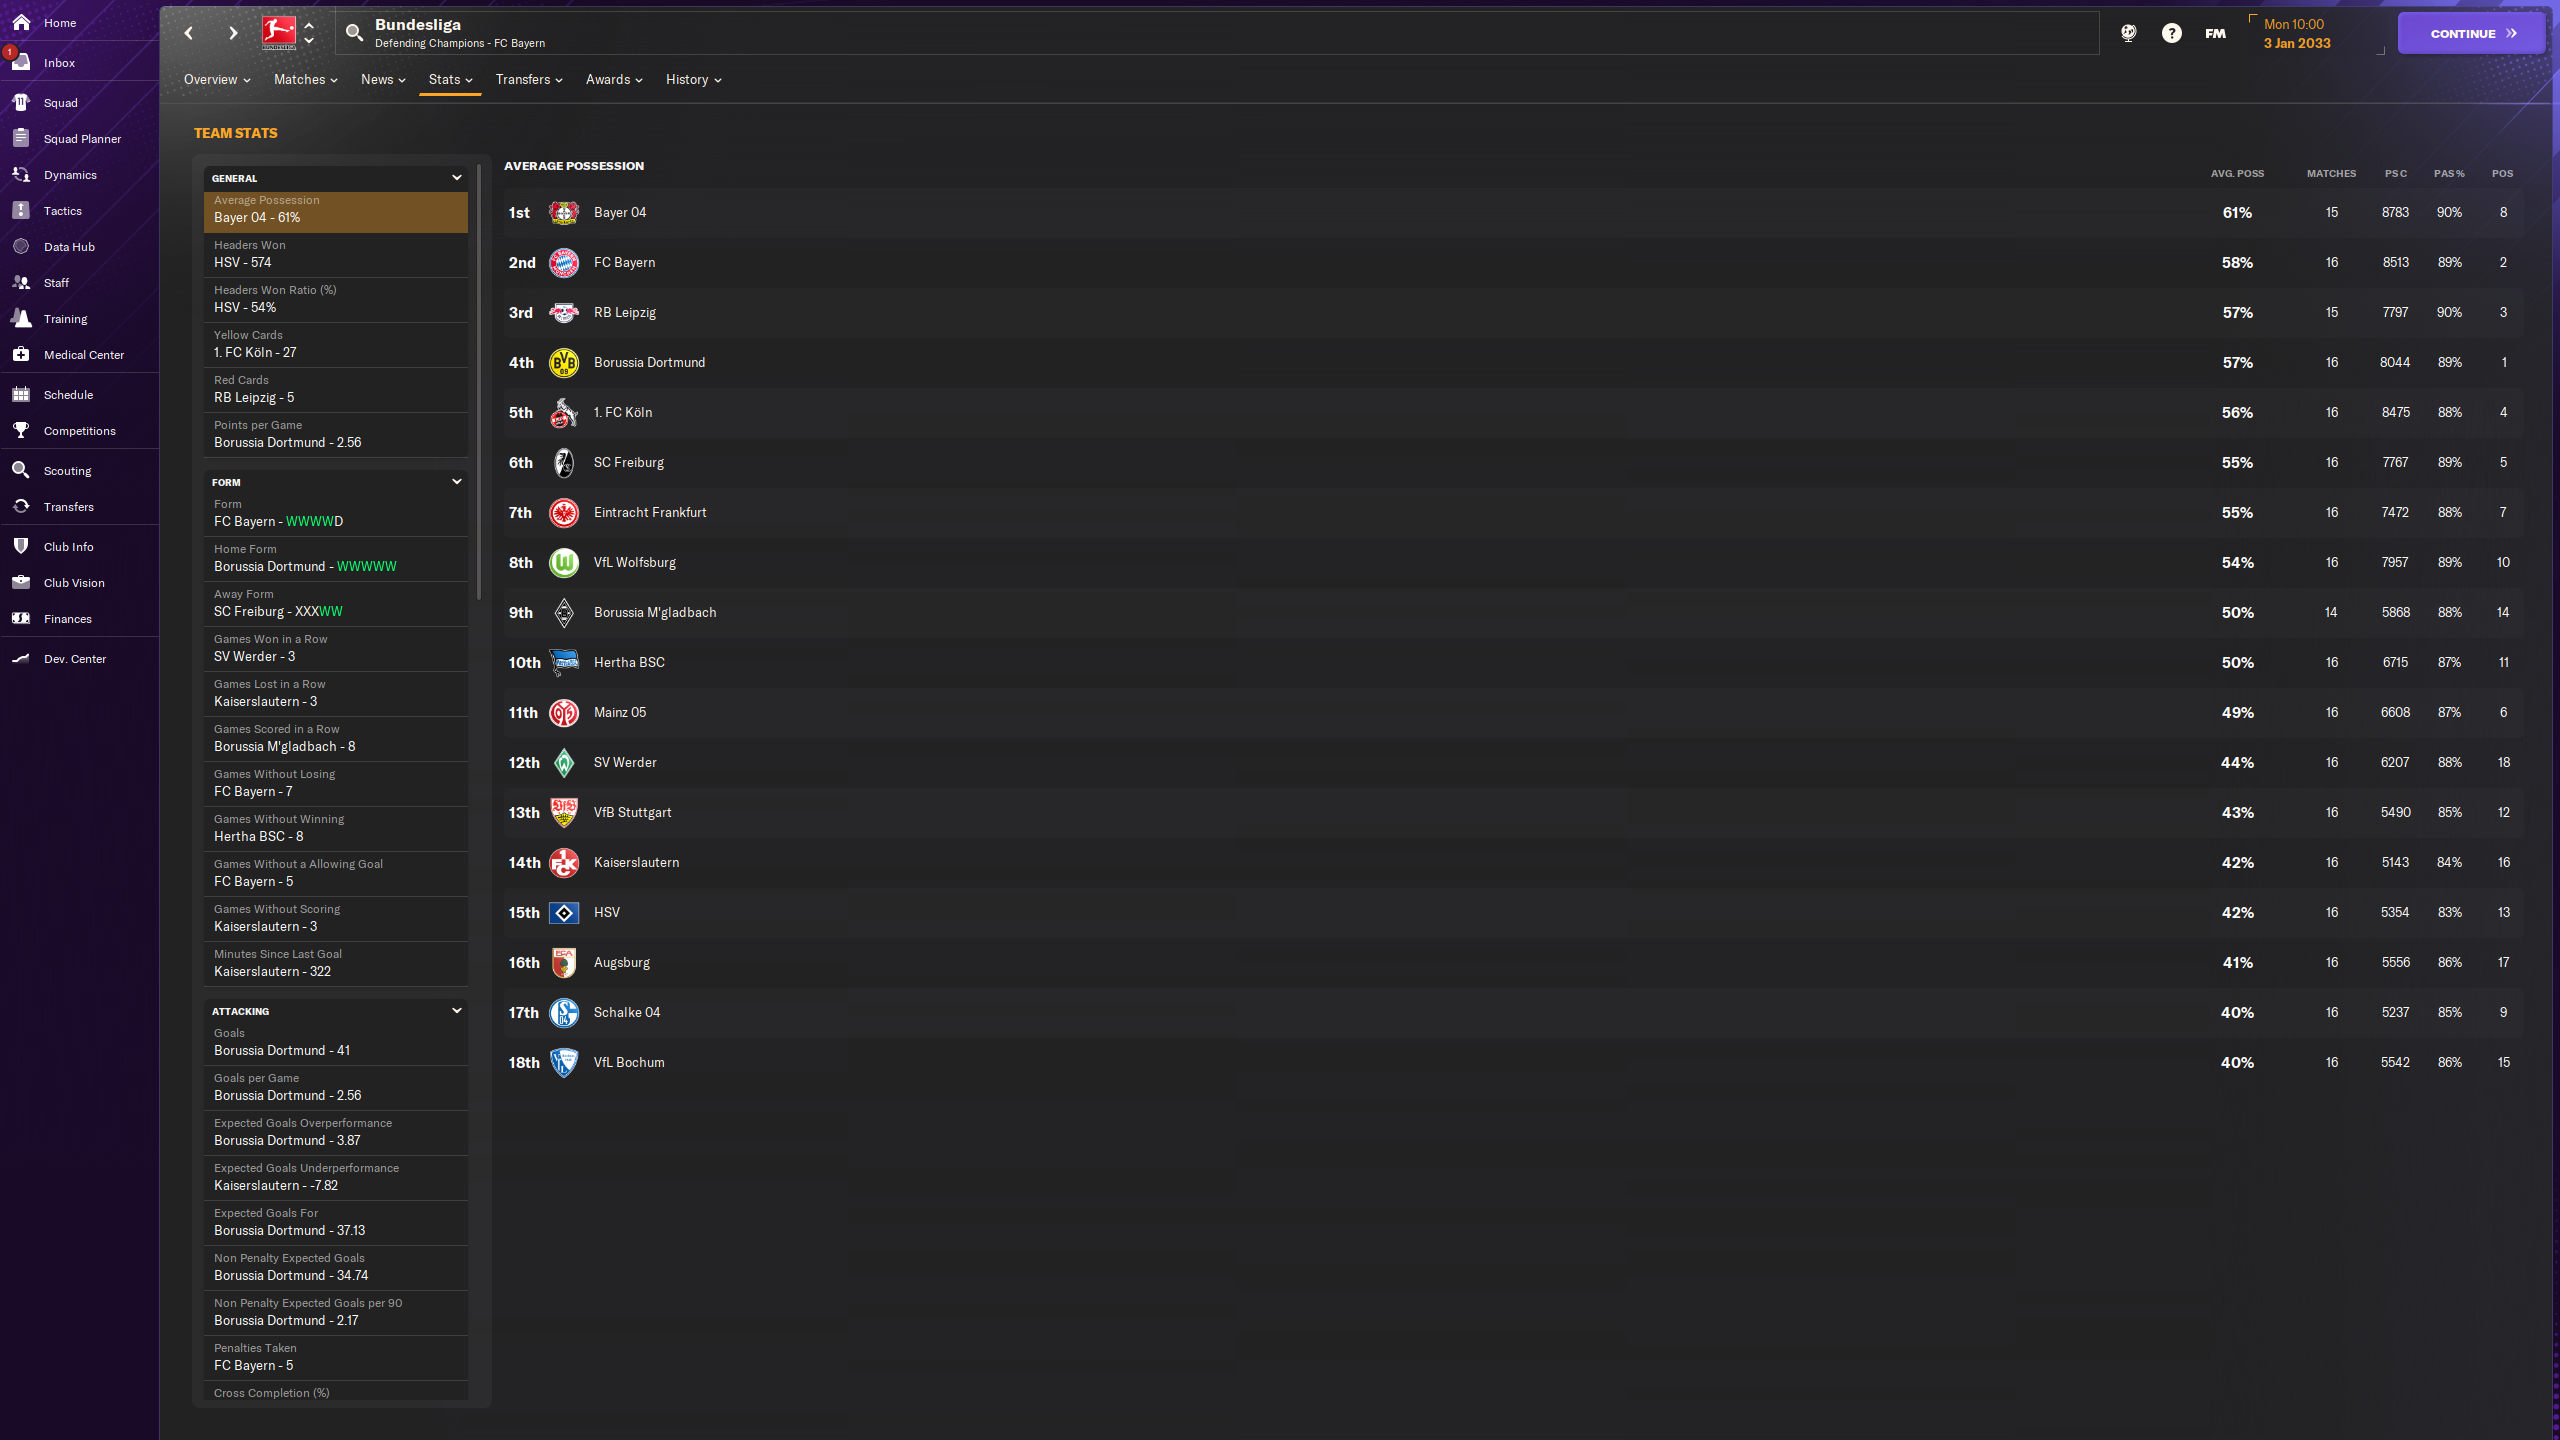 Home
1
Inbox
Squad
Squad Planner
Dynamics
Tactics
Data Hub
Staff
Training
Medical Center
Schedule
Competitions
Scouting
Transfers
Club Info
Club Vision
Finances
Dev. Center
Bundesliga
Defending Champions - FC Bayern
FM
Mon 10:00
3 Jan 2033
CONTINUE
Overview Matches News Stats Transfers Awards History
TEAM STATS
GENERAL
Average Possession
Bayer 04 - 61%
Headers Won
HSV - 574
Headers Won Ratio (%)
HSV - 54%
Yellow Cards
1. FC Köln - 27
Red Cards
RB Leipzig - 5
Points per Game
Borussia Dortmund - 2.56
FORM
Form
FC Bayern - WWWWD
Home Form
Borussia Dortmund - WWWWW
Away Form
SC Freiburg - XXXWW
Games Won in a Row
SV Werder - 3
Games Lost in a Row
Kaiserslautern - 3
Games Scored in a Row
Borussia M'gladbach - 8
Games Without Losing
FC Bayern - 7
Games Without Winning
Hertha BSC - 8
Games Without a Allowing Goal
FC Bayern - 5
Games Without Scoring
Kaiserslautern - 3
Minutes Since Last Goal
Kaiserslautern - 322
ATTACKING
Goals
Borussia Dortmund - 41
Goals per Game
Borussia Dortmund - 2.56
Expected Goals Overperformance
Borussia Dortmund - 3.87
Expected Goals Underperformance
Kaiserslautern - -7.82
Expected Goals For
Borussia Dortmund - 37.13
Non Penalty Expected Goals
Borussia Dortmund - 34.74
Non Penalty Expected Goals per 90
Borussia Dortmund - 2.17
Penalties Taken
FC Bayern - 5
Cross Completion (%)
AVERAGE POSSESSION
AVG. POSS MATCHES PS C PAS % POS
1st Bayer 04 61% 15 8783 90% 8
2nd FC Bayern 58% 16 8513 89% 2
3rd RB Leipzig 57% 15 7797 90% 3
4th Borussia Dortmund 57% 16 8044 89% 1
5th 1. FC Köln 56% 16 8475 88% 4
6th SC Freiburg 55% 16 7767 89% 5
7th Eintracht Frankfurt 55% 16 7472 88% 7
8th VfL Wolfsburg 54% 16 7957 89% 10
9th Borussia M'gladbach 50% 14 5868 88% 14
10th Hertha BSC 50% 16 6715 87% 11
11th Mainz 05 49% 16 6608 87% 6
12th SV Werder 44% 16 6207 88% 18
13th VfB Stuttgart 43% 16 5490 85% 12
14th Kaiserslautern 42% 16 5143 84% 16
15th HSV 42% 16 5354 83% 13
16th Augsburg 41% 16 5556 86% 17
17th Schalke 04 40% 16 5237 85% 9
18th VfL Bochum 40% 16 5542 86% 15